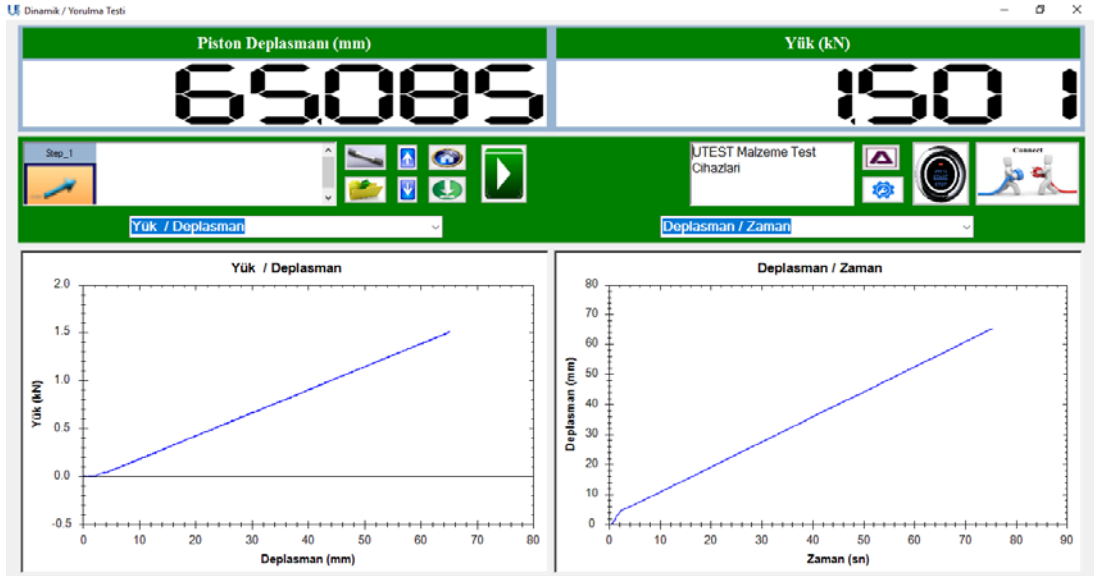 Dinamik / Yorulma Testi
Piston Deplasmanı (mm)
Yük (kN)
65.085
1.501
Step_1
UTEST Malzeme Test
Cihazlari
Connect
Yük / Deplasman
Deplasman / Zaman
Yük / Deplasman
2.0
1.5
1.0
0.5
0.0
-0.5
Yük (kN)
0 10 20 30 40 50 60 70 80
Deplasman (mm)
Deplasman / Zaman
80
70
60
50
40
30
20
10
0
Deplasman (mm)
0 10 20 30 40 50 60 70 80 90
Zaman (sn)